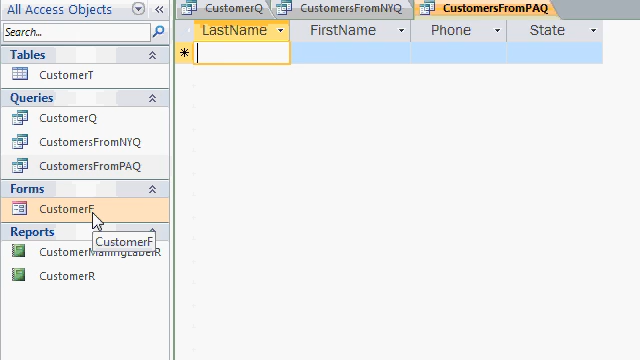 All Access Objects
Search...
Tables
CustomerT
Queries
CustomerQ
CustomersFromNYQ
CustomersFromPAQ
Forms
CustomerF
Reports
CustomerF
CustomerMailingLabelR
CustomerR
CustomerQ CustomersFromNYQ CustomersFromPAQ
LastName FirstName Phone State